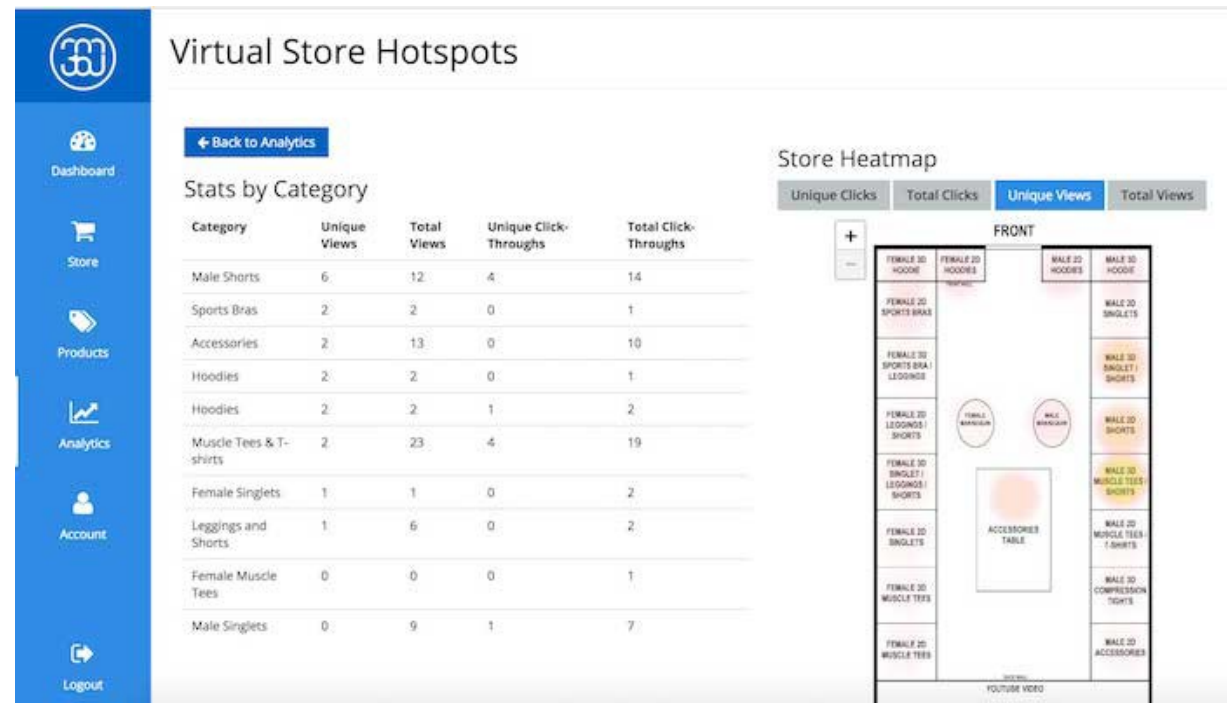 360
Virtual Store Hotspots
Dashboard
Store
Products
Analytics
Account
Logout
Back to Analytics
Stats by Category
Category Unique Views Total Views Unique Click-Throughs Total Click-Throughs
Male Shorts 6 12 4 14
Sports Bras 2 2 0 1
Accessories 2 13 0 10
Hoodies 2 2 0 1
Hoodies 2 2 1 2
Muscle Tees & T-shirts 2 23 4 19
Female Singlets 1 1 0 2
Leggings and Shorts 1 6 0 2
Female Muscle Tees 0 0 0 1
Male Singlets 0 9 1 7
Store Heatmap
Unique Clicks Total Clicks Unique Views Total Views
+
−
FRONT
FEMALE 3D
HOODIE
FEMALE 2D
HOODIES
MALE 2D
HOODIES
MALE 3D
HOODIE
FEMALE 2D
SPORTS BRAS
MALE 2D
SINGLETS
FEMALE 3D
SPORTS BRA /
LEGGINGS
MALE 3D
SINGLET /
SHORTS
FEMALE 2D
LEGGINGS /
SHORTS
FEMALE
MANNEQUIN
MALE
MANNEQUIN
MALE 2D
SHORTS
FEMALE 3D
SINGLET /
LEGGINGS /
SHORTS
MALE 3D
MUSCLE TEES /
SHORTS
FEMALE 2D
SINGLETS
ACCESSORIES
TABLE
MALE 2D
MUSCLE TEES /
T-SHIRTS
FEMALE 3D
MUSCLE TEES
MALE 3D
COMPRESSION
TIGHTS
FEMALE 2D
MUSCLE TEES
MALE 2D
ACCESSORIES
YOUTUBE VIDEO